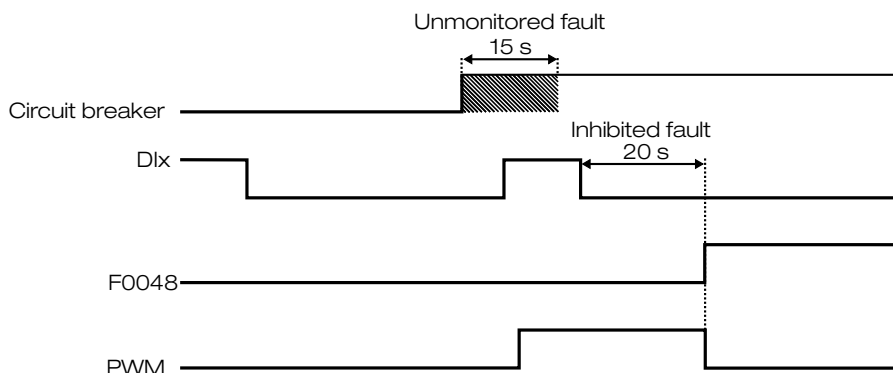 Unmonitored fault
15 s
Circuit breaker
Inhibited fault
20 s
DIx
F0048
PWM